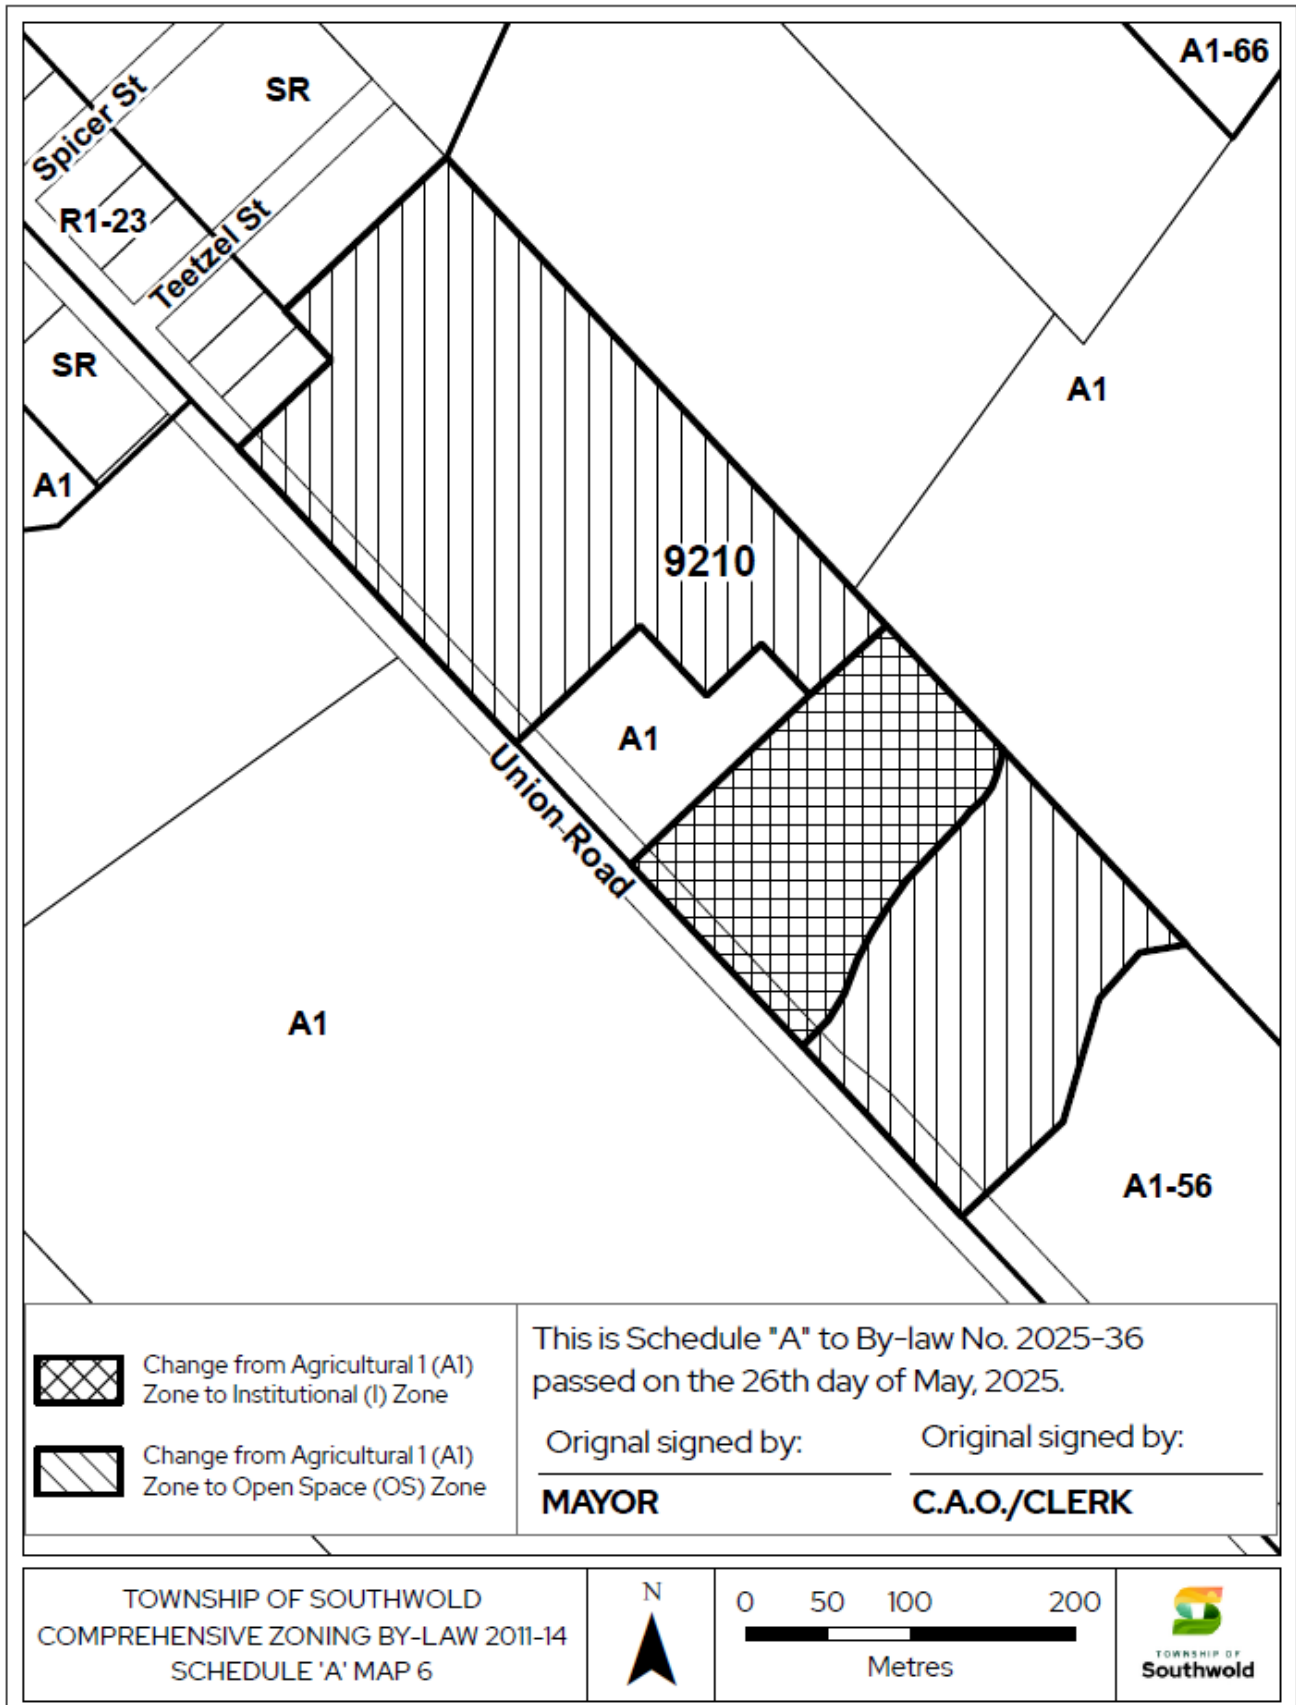 A1-66
SR
Spicer St
R1-23
Teetzel St
SR
A1
A1
9210
A1
Union Road
A1
A1-56
Change from Agricultural 1 (A1)
Zone to Institutional (I) Zone
Change from Agricultural 1 (A1)
Zone to Open Space (OS) Zone
This is Schedule "A" to By-law No. 2025-36
passed on the 26th day of May, 2025.
Orignal signed by:
MAYOR
Original signed by:
C.A.O./CLERK
TOWNSHIP OF SOUTHWOLD
COMPREHENSIVE ZONING BY-LAW 2011-14
SCHEDULE 'A' MAP 6
N
0 50 100 200
Metres
TOWNSHIP OF
Southwold